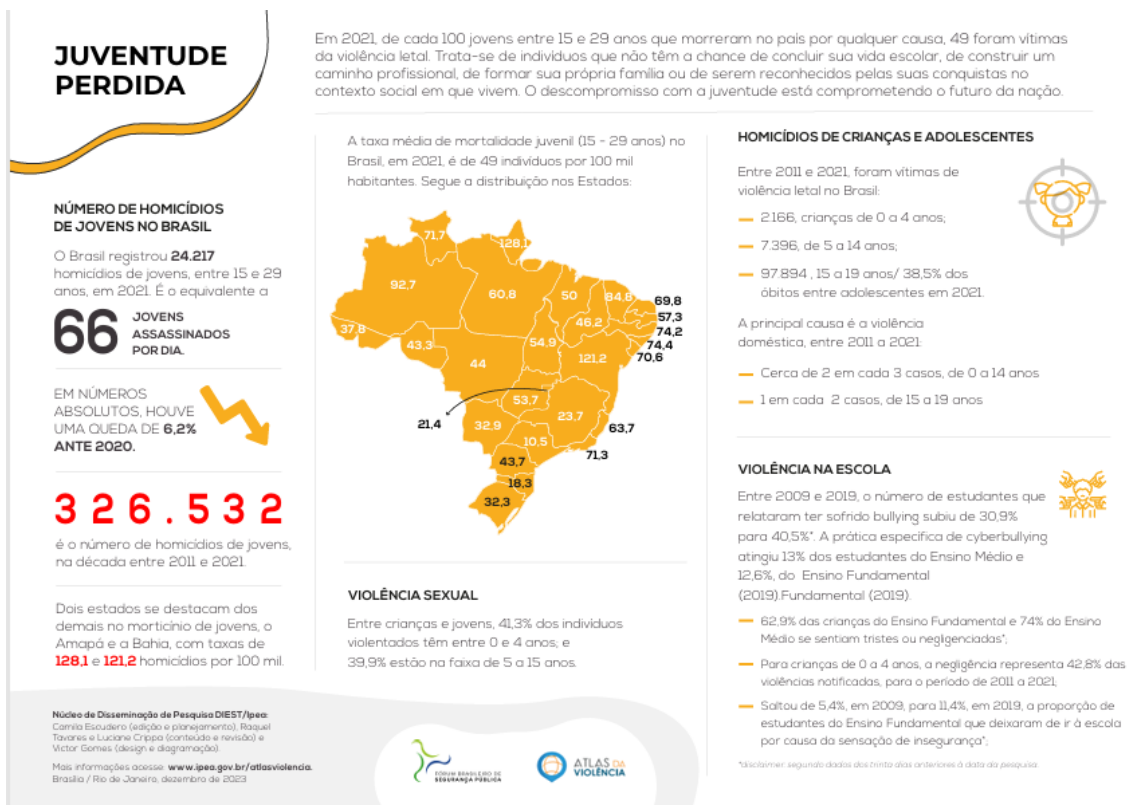 JUVENTUDE
PERDIDA
Em 2021, de cada 100 jovens entre 15 e 29 anos que morreram no país por qualquer causa, 49 foram vítimas
da violência letal. Trata-se de indivíduos que não têm a chance de concluir sua vida escolar, de construir um
caminho profissional, de formar sua própria família ou de serem reconhecidos pelas suas conquistas no
contexto social em que vivem. O descompromisso com a juventude está comprometendo o futuro da nação.
NÚMERO DE HOMICÍDIOS
DE JOVENS NO BRASIL
O Brasil registrou 24.217
homicídios de jovens, entre 15 e 29
anos, em 2021. É o equivalente a
66 JOVENS
ASSASSINADOS
POR DIA.
EM NÚMEROS
ABSOLUTOS, HOUVE
UMA QUEDA DE 6,2%
ANTE 2020.
326.532
é o número de homicídios de jovens,
na década entre 2011 e 2021.
Dois estados se destacam dos
demais no morticínio de jovens, o
Amapá e a Bahia, com taxas de
128,1 e 121,2 homicídios por 100 mil.
A taxa média de mortalidade juvenil (15 - 29 anos) no
Brasil, em 2021, é de 49 indivíduos por 100 mil
habitantes. Segue a distribuição nos Estados:
71,7
128,1
92,7
60,8
50
84,8
69,8
57,3
74,2
74,4
70,6
46,2
37,8
43,3
54,9
44
121,2
53,7
21,4
23,7
63,7
32,9
10,5
71,3
43,7
18,3
32,3
VIOLÊNCIA SEXUAL
Entre crianças e jovens, 41,3% dos indivíduos
violentados têm entre 0 e 4 anos; e
39,9% estão na faixa de 5 a 15 anos.
HOMICÍDIOS DE CRIANÇAS E ADOLESCENTES
Entre 2011 e 2021, foram vítimas de
violência letal no Brasil:
2.166, crianças de 0 a 4 anos;
7.396, de 5 a 14 anos;
97.894 , 15 a 19 anos/ 38,5% dos
óbitos entre adolescentes em 2021.
A principal causa é a violência
doméstica, entre 2011 a 2021:
Cerca de 2 em cada 3 casos, de 0 a 14 anos
1 em cada 2 casos, de 15 a 19 anos
VIOLÊNCIA NA ESCOLA
Entre 2009 e 2019, o número de estudantes que
relataram ter sofrido bullying subiu de 30,9%
para 40,5%*. A prática específica de cyberbullying
atingiu 13% dos estudantes do Ensino Médio e
12,6%, do Ensino Fundamental
(2019).Fundamental (2019).
62,9% das crianças do Ensino Fundamental e 74% do Ensino
Médio se sentiam tristes ou negligenciadas*;
Para crianças de 0 a 4 anos, a negligência representa 42,8% das
violências notificadas, para o período de 2011 a 2021;
Saltou de 5,4%, em 2009, para 11,4%, em 2019, a proporção de
estudantes do Ensino Fundamental que deixaram de ir à escola
por causa da sensação de insegurança*;
*disclaimer: segundo dados dos trinta dias anteriores à data da pesquisa.
Núcleo de Disseminação de Pesquisa DIEST/Ipea:
Camila Escudero (edição e planejamento), Raquel
Tavares e Luciane Crippa (conteúdo e revisão) e
Victor Gomes (design e diagramação).
Mais informações acesse: www.ipea.gov.br/atlasviolencia.
Brasília / Rio de Janeiro, dezembro de 2023
FÓRUM BRASILEIRO DE
SEGURANÇA PÚBLICA
ATLAS DA
VIOLÊNCIA